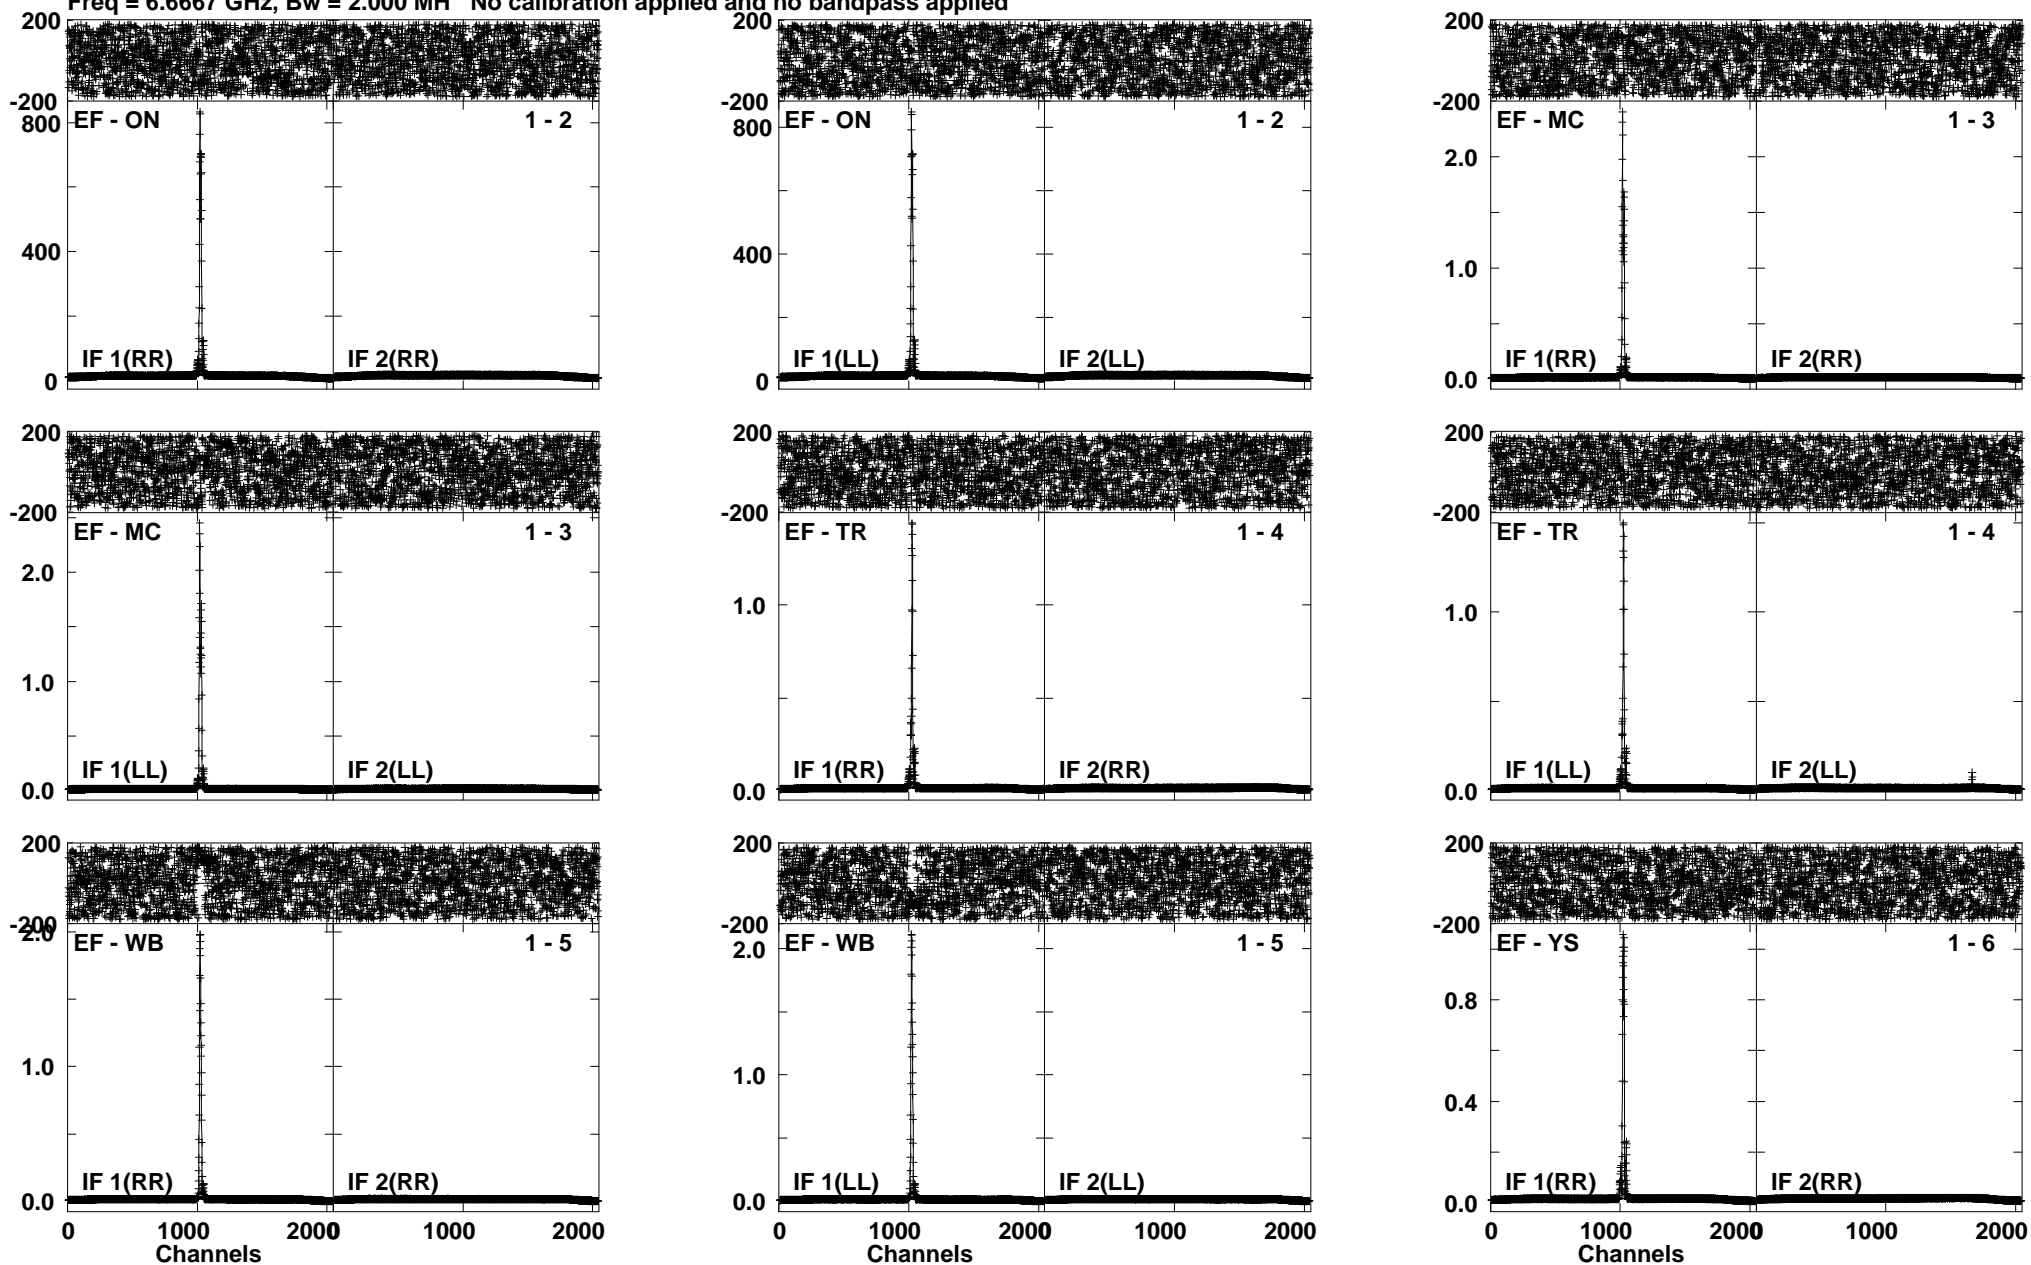 Freq = 6.6667 GHz, Bw = 2.000 MH No calibration applied and no bandpass applied
200 200 200
-200 -200 -200
EF - ON 1 - 2 EF - ON 1 - 2 EF - MC 1 - 3
800 800 2.0
400 400 1.0
IF 1(RR) IF 2(RR) IF 1(LL) IF 2(LL) IF 1(RR) IF 2(RR)
0 0 0.0
200 200 200
-200 -200 -200
EF - MC 1 - 3 EF - TR 1 - 4 EF - TR 1 - 4
2.0 1.0 1.0
1.0
IF 1(LL) IF 2(LL) IF 1(RR) IF 2(RR) IF 1(LL) IF 2(LL)
0.0 0.0 0.0
200 200 200
-200 -200 -200
2.0 EF - WB 1 - 5 EF - WB 1 - 5 EF - YS 1 - 6
2.0 0.8
1.0 1.0 0.4
IF 1(RR) IF 2(RR) IF 1(LL) IF 2(LL) IF 1(RR) IF 2(RR)
0.0 0.0 0.0
0 1000 2000 0 1000 2000 0 1000 2000 0 1000 2000 0 1000 2000 0 1000 2000
Channels Channels Channels